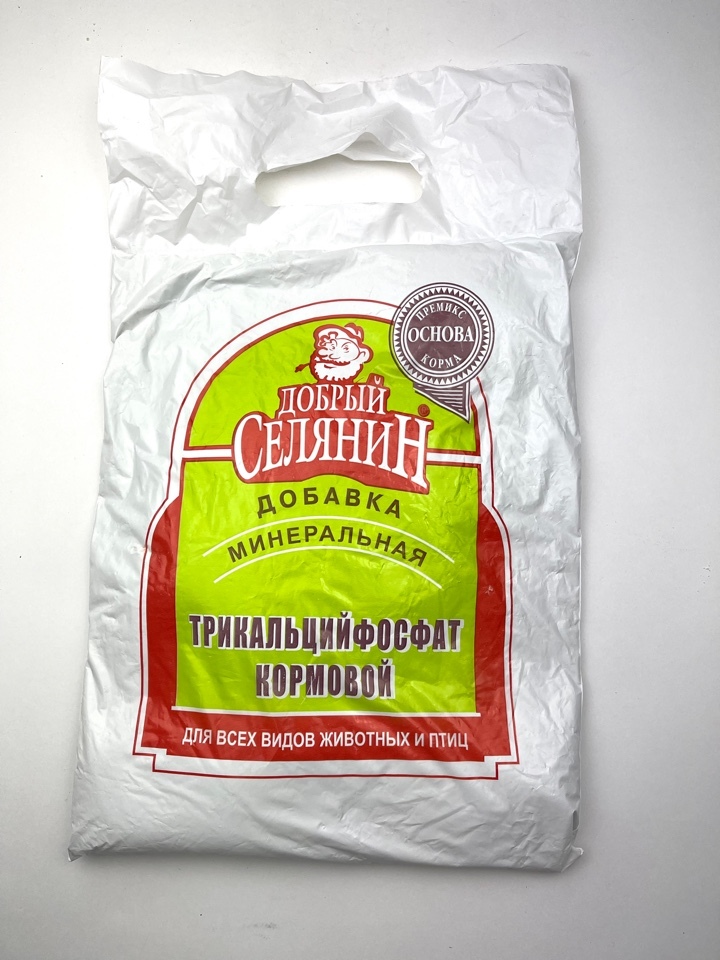 ПРЕМИКС
ОСНОВА
КОРМА
ДОБРЫЙ
СЕЛЯНИН®
ДОБАВКА
МИНЕРАЛЬНАЯ
ТРИКАЛЬЦИЙФОСФАТ
КОРМОВОЙ
ДЛЯ ВСЕХ ВИДОВ ЖИВОТНЫХ И ПТИЦ